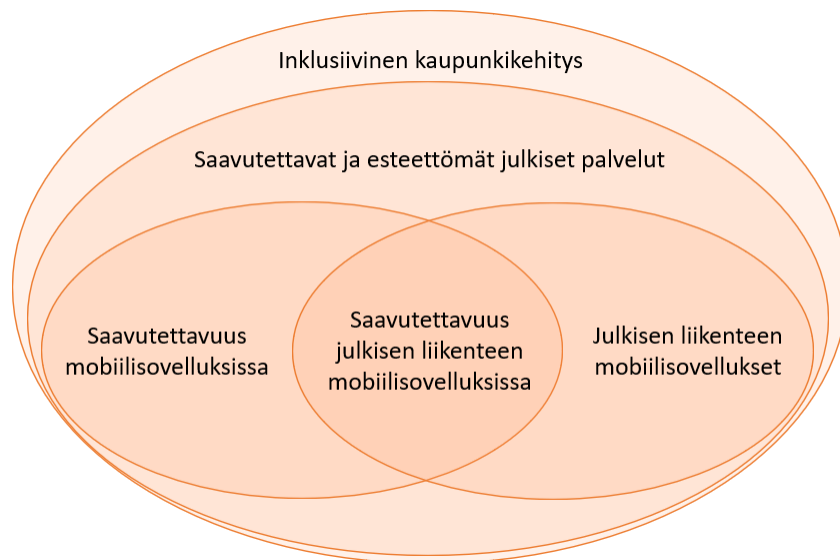 Inklusiivinen kaupunkikehitys
Saavutettavat ja esteettömät julkiset palvelut
Saavutettavuus
mobiilisovelluksissa
Saavutettavuus
julkisen liikenteen
mobiilisovelluksissa
Julkisen liikenteen
mobiilisovellukset